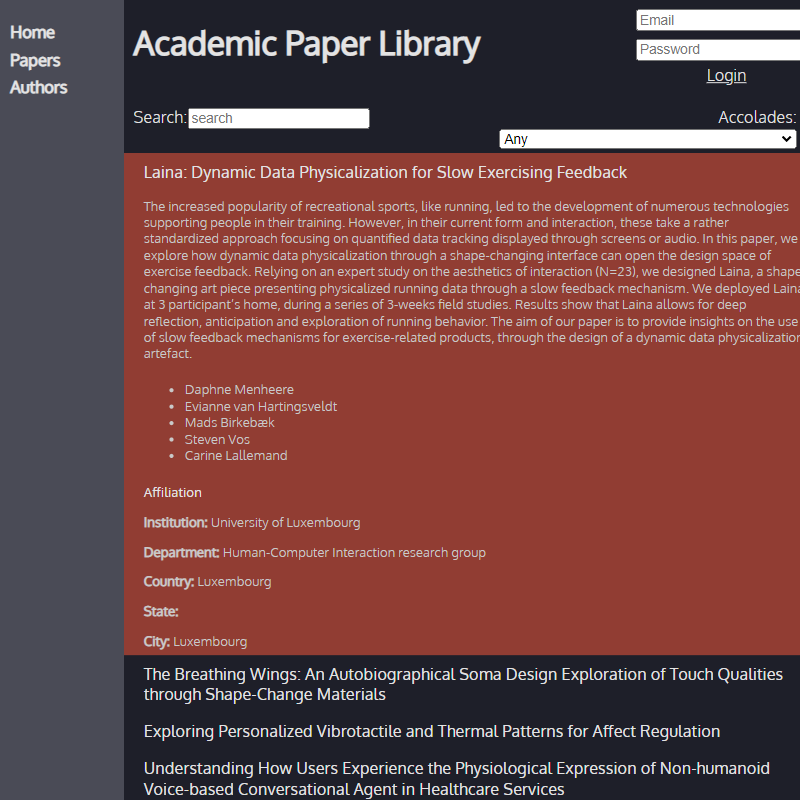 Home
Papers
Authors
Academic Paper Library
Email
Password
Login
Search: search
Accolades:
Any
Laina: Dynamic Data Physicalization for Slow Exercising Feedback
The increased popularity of recreational sports, like running, led to the development of numerous technologies
supporting people in their training. However, in their current form and interaction, these take a rather
standardized approach focusing on quantified data tracking displayed through screens or audio. In this paper, we
explore how dynamic data physicalization through a shape-changing interface can open the design space of
exercise feedback. Relying on an expert study on the aesthetics of interaction (N=23), we designed Laina, a shape
changing art piece presenting physicalized running data through a slow feedback mechanism. We deployed Laina
at 3 participant's home, during a series of 3-weeks field studies. Results show that Laina allows for deep
reflection, anticipation and exploration of running behavior. The aim of our paper is to provide insights on the use
of slow feedback mechanisms for exercise-related products, through the design of a dynamic data physicalization
artefact.
• Daphne Menheere
• Evianne van Hartingsveldt
• Mads Birkebæk
• Steven Vos
• Carine Lallemand
Affiliation
Institution: University of Luxembourg
Department: Human-Computer Interaction research group
Country: Luxembourg
State:
City: Luxembourg
The Breathing Wings: An Autobiographical Soma Design Exploration of Touch Qualities
through Shape-Change Materials
Exploring Personalized Vibrotactile and Thermal Patterns for Affect Regulation
Understanding How Users Experience the Physiological Expression of Non-humanoid
Voice-based Conversational Agent in Healthcare Services